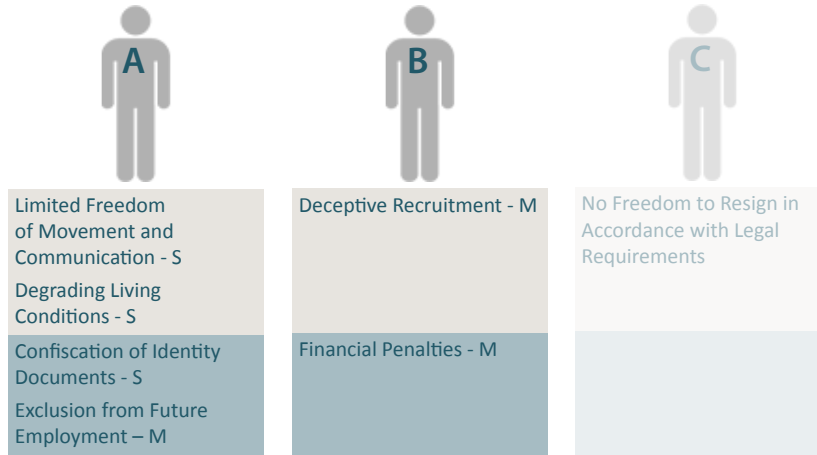 A
B
C
Limited Freedom
of Movement and
Communication - S
Degrading Living
Conditions - S
Confiscation of Identity
Documents - S
Exclusion from Future
Employment – M
Deceptive Recruitment - M
Financial Penalties - M
No Freedom to Resign in
Accordance with Legal
Requirements